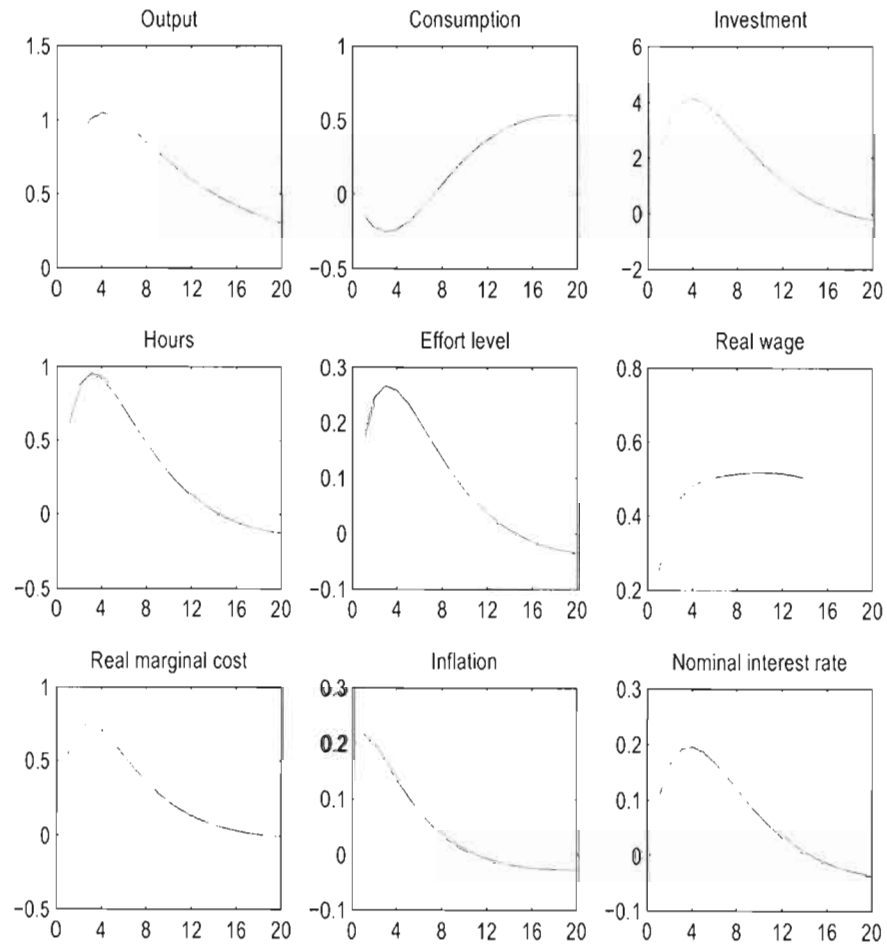 Output Consumption Investment
1.5 1 6
1 0.5 4
0.5 0 2
0 −0.5 0
−2
0 4 8 12 16 20 0 4 8 12 16 20 0 4 8 12 16 20
Hours Effort level Real wage
1 0.3 0.8
0.5 0.2 0.6
0 0.1 0.4
−0.5 0 0.2
−0.1
0 4 8 12 16 20 0 4 8 12 16 20 0 4 8 12 16 20
Real marginal cost Inflation Nominal interest rate
1 0.3 0.3
0.5 0.2 0.2
0 0.1 0.1
−0.5 0 0
−0.1 −0.1
0 4 8 12 16 20 0 4 8 12 16 20 0 4 8 12 16 20